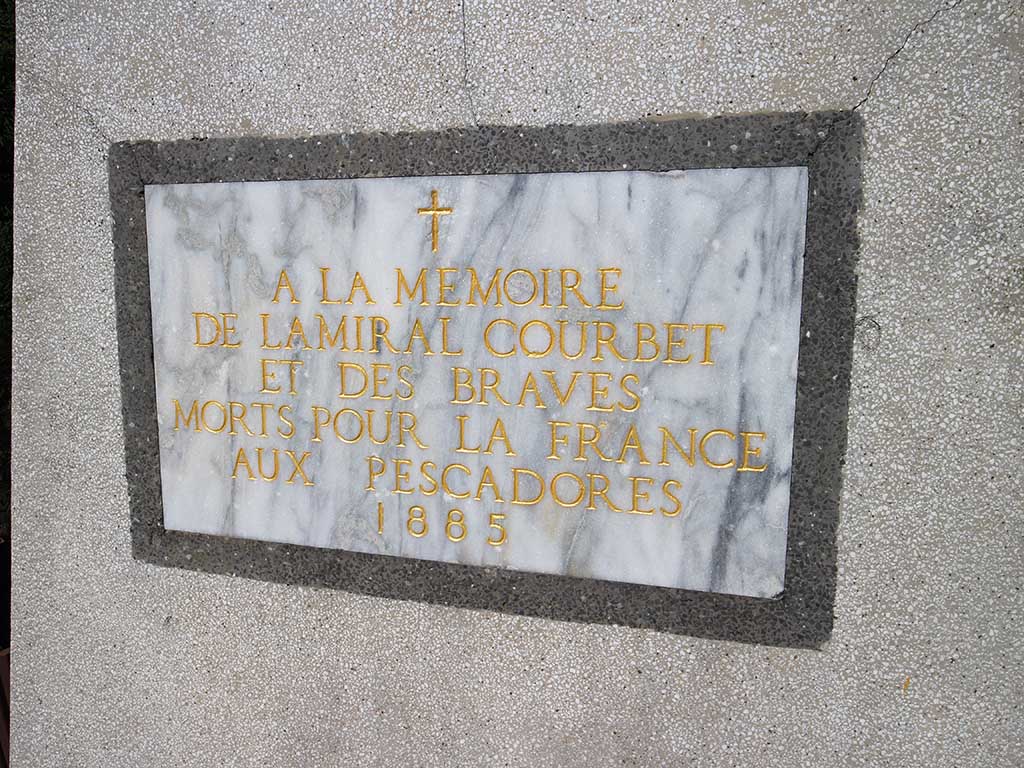 A LA MEMOIRE
DE LAMIRAL COURBET
ET DES BRAVES
MORTS POUR LA FRANCE
AUX PESCADORES
1885